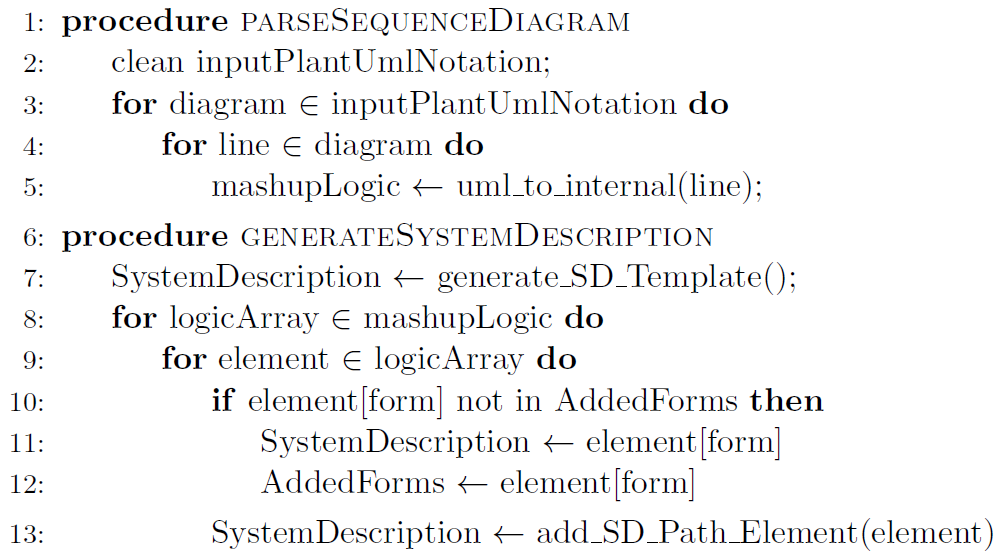 1: procedure PARSESEQUENCEDIAGRAM
2: clean inputPlantUmlNotation;
3: for diagram ∈ inputPlantUmlNotation do
4: for line ∈ diagram do
5: mashupLogic ← uml_to_internal(line);
6: procedure GENERATESYSTEMDESCRIPTION
7: SystemDescription ← generate_SD_Template();
8: for logicArray ∈ mashupLogic do
9: for element ∈ logicArray do
10: if element[form] not in AddedForms then
11: SystemDescription ← element[form]
12: AddedForms ← element[form]
13: SystemDescription ← add_SD_Path_Element(element)